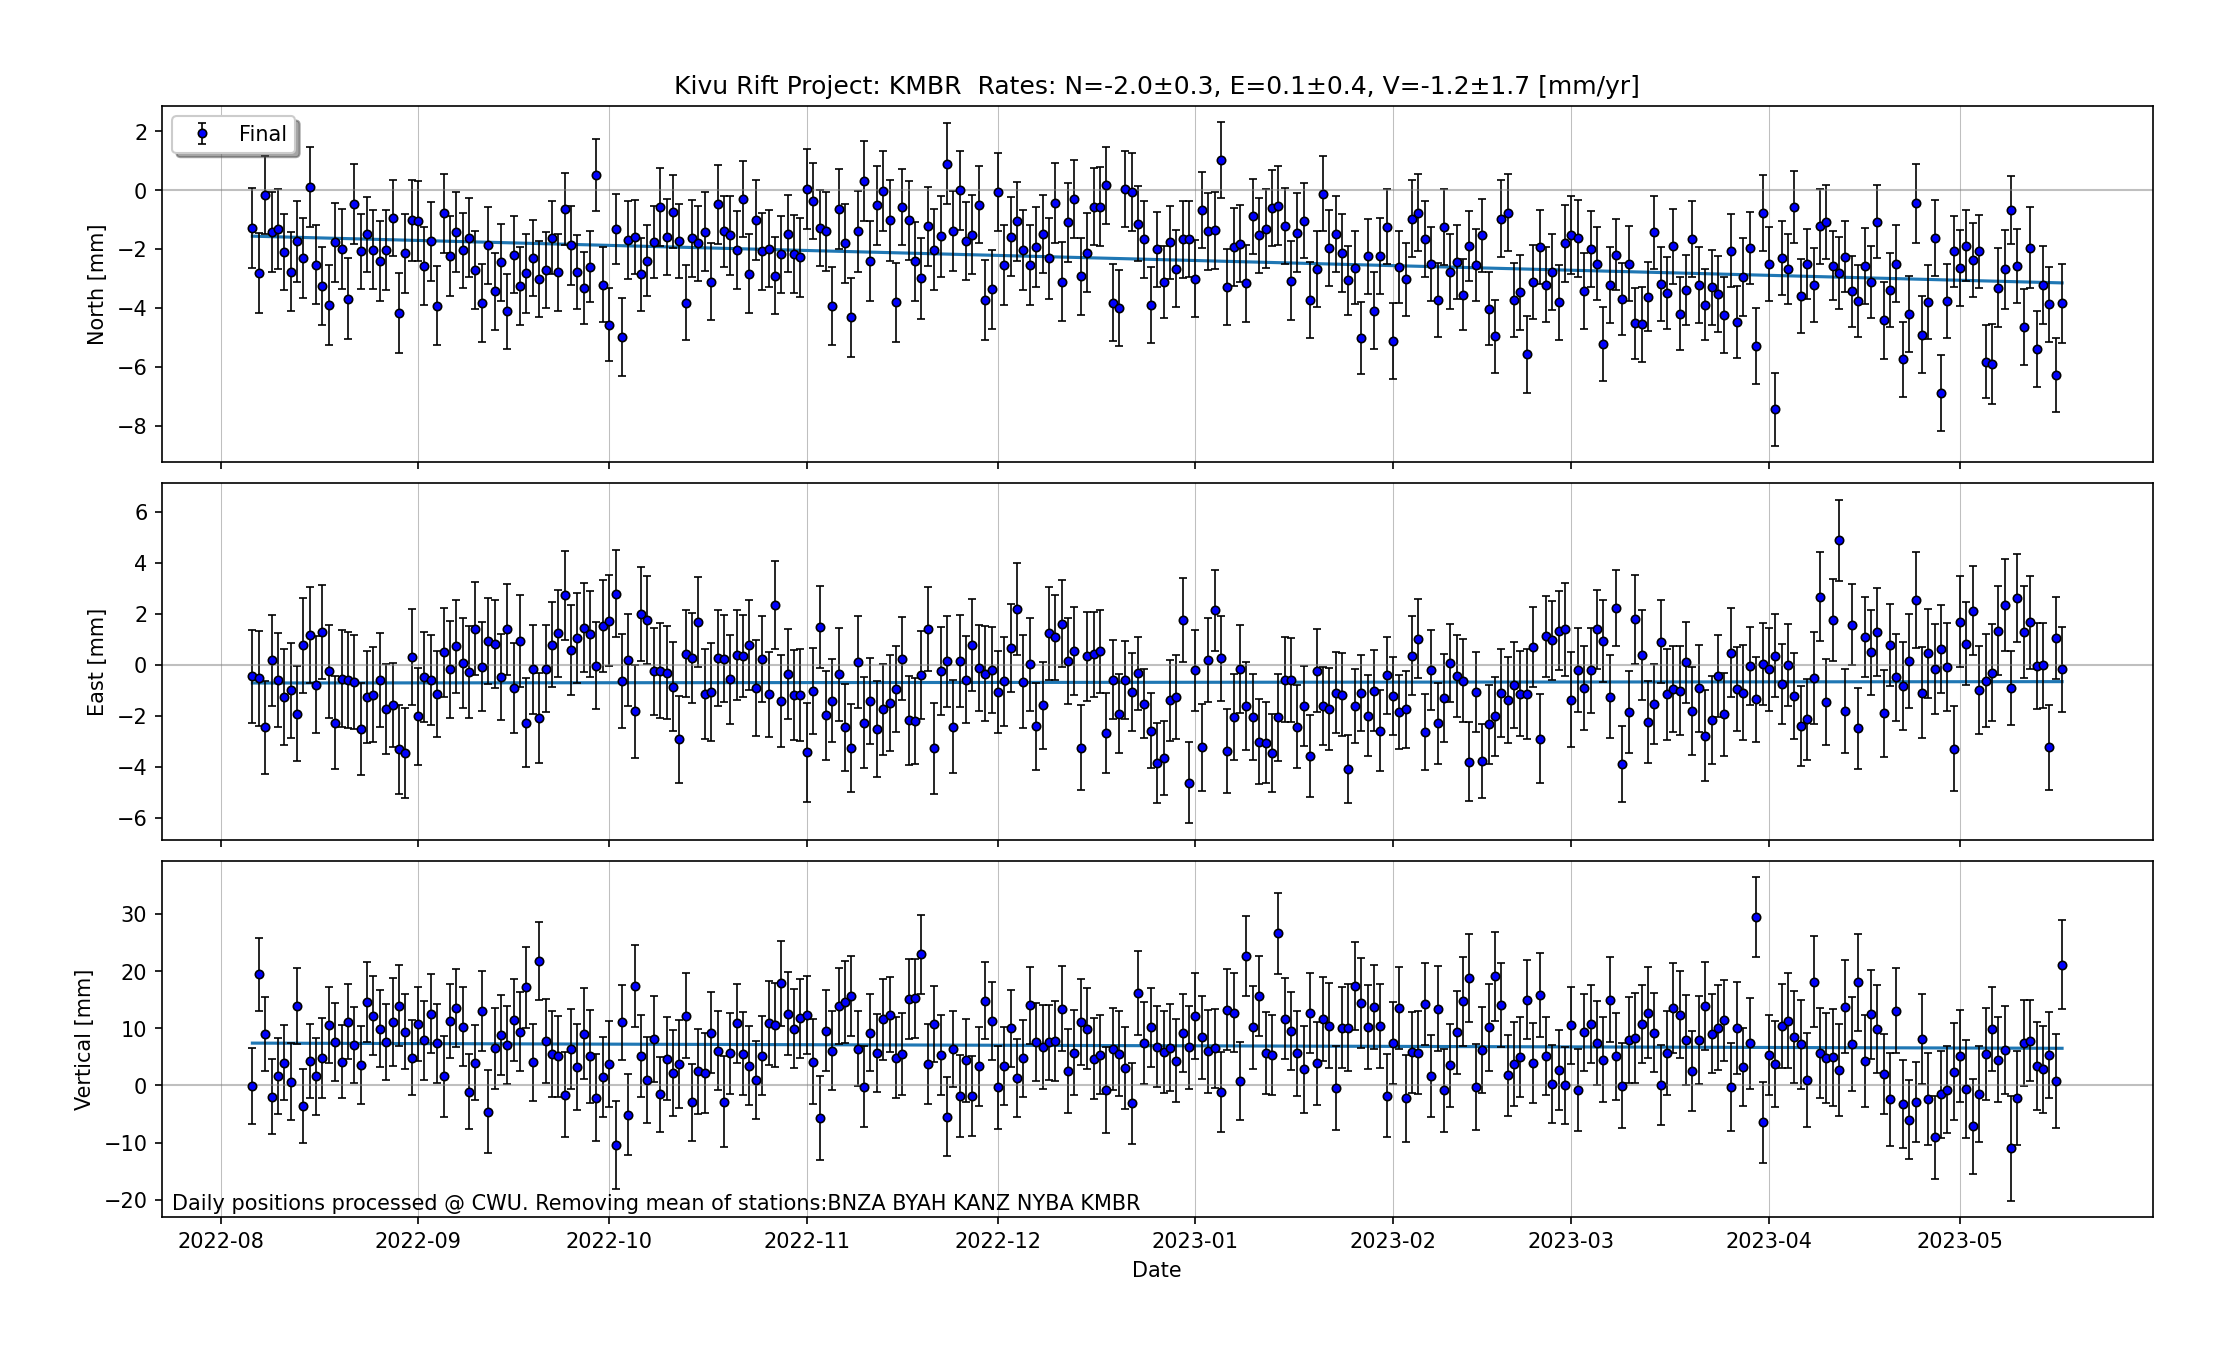 Kivu Rift Project: KMBR  Rates: N=-2.0±0.3, E=0.1±0.4, V=-1.2±1.7 [mm/yr]
Final
North [mm]
2
0
−2
−4
−6
−8
East [mm]
6
4
2
0
−2
−4
−6
Vertical [mm]
30
20
10
0
−10
−20
Daily positions processed @ CWU. Removing mean of stations:BNZA BYAH KANZ NYBA KMBR
2022-08 2022-09 2022-10 2022-11 2022-12 2023-01 2023-02 2023-03 2023-04 2023-05
Date